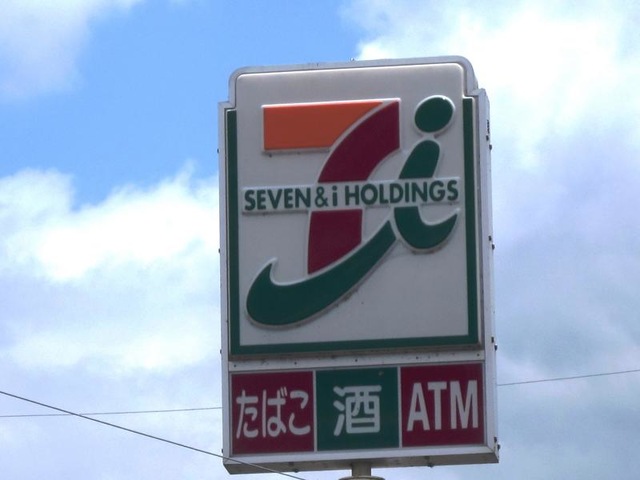 SEVEN & i HOLDINGS
たばこ 酒 ATM